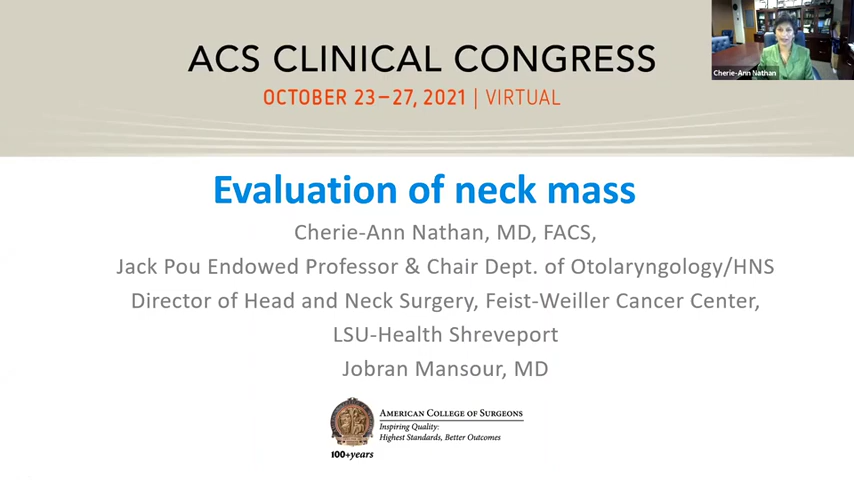 ACS CLINICAL CONGRESS
OCTOBER 23–27, 2021 | VIRTUAL
Cherie-Ann Nathan
Evaluation of neck mass
Cherie-Ann Nathan, MD, FACS,
Jack Pou Endowed Professor & Chair Dept. of Otolaryngology/HNS
Director of Head and Neck Surgery, Feist-Weiller Cancer Center,
LSU-Health Shreveport
Jobran Mansour, MD
AMERICAN COLLEGE OF SURGEONS
Inspiring Quality:
Highest Standards, Better Outcomes
100+years